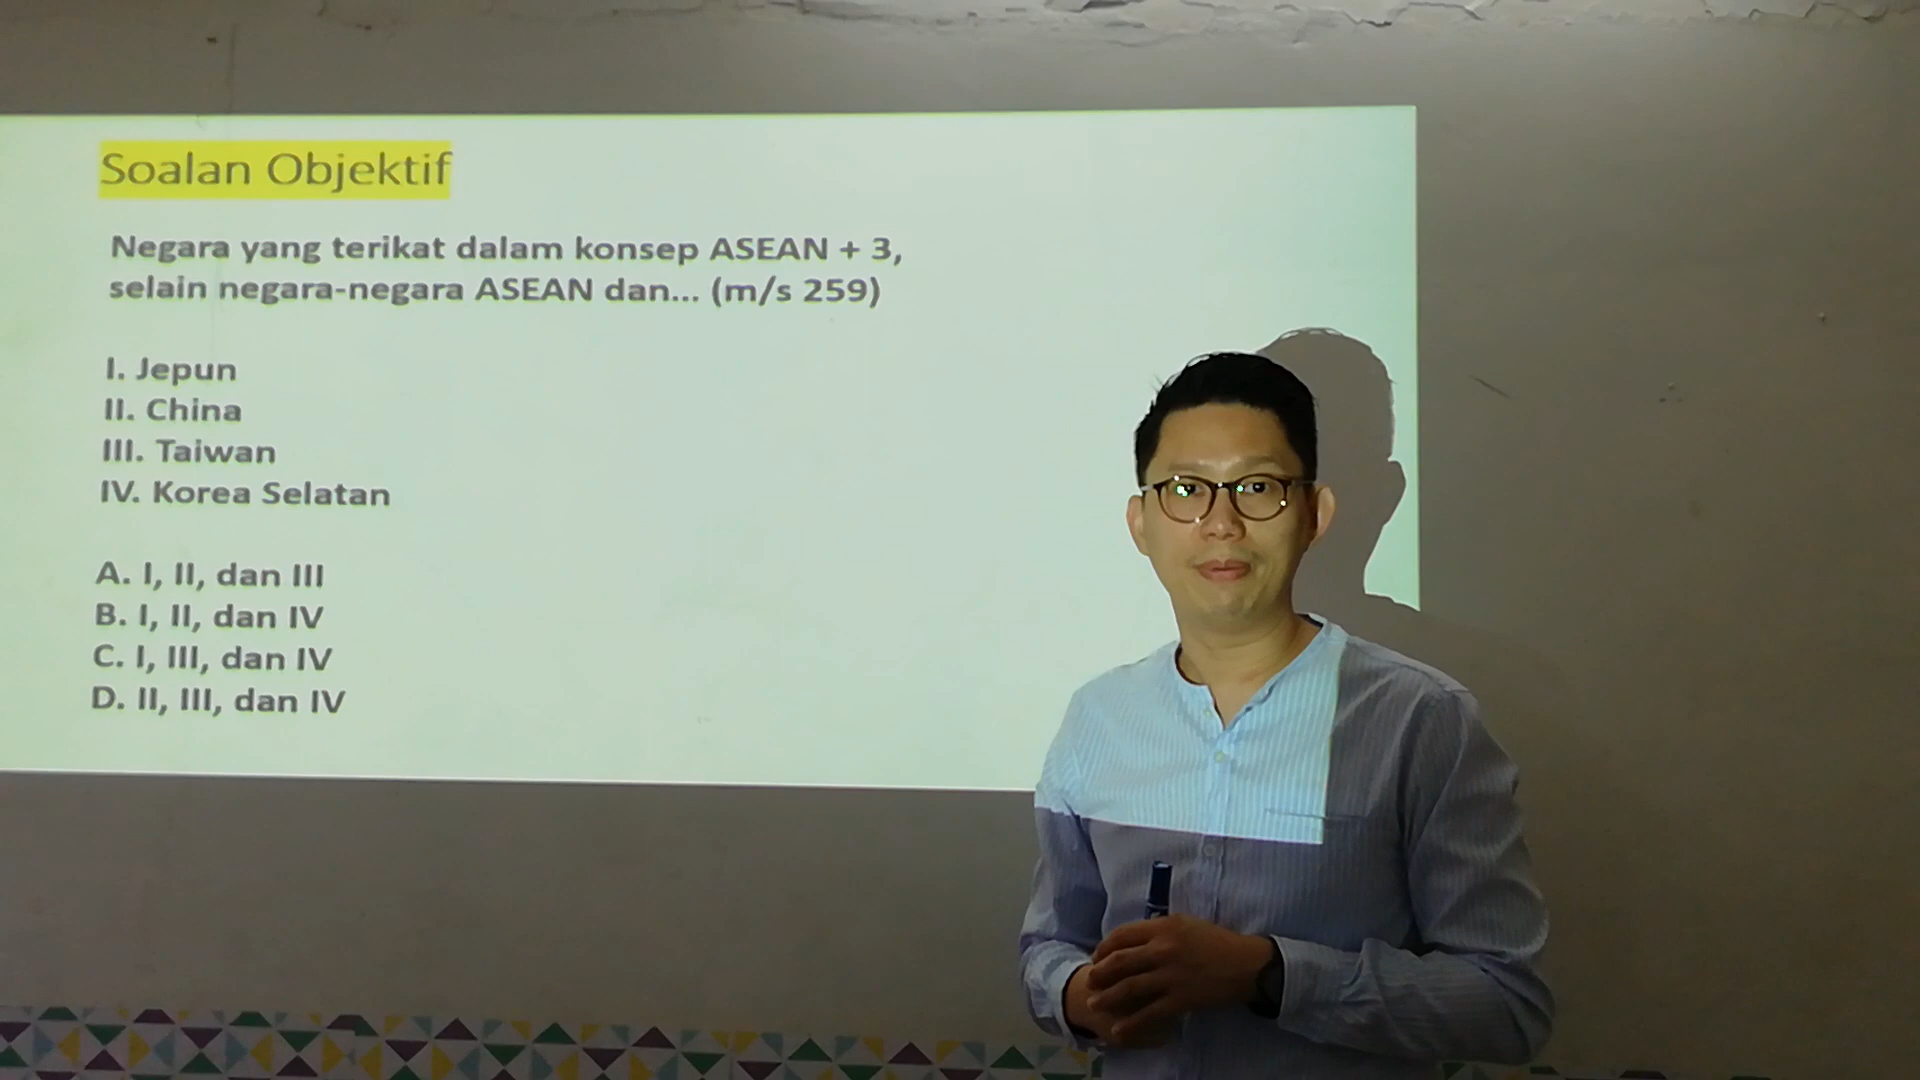 Soalan Objektif
Negara yang terikat dalam konsep ASEAN + 3,
selain negara-negara ASEAN dan... (m/s 259)
I. Jepun
II. China
III. Taiwan
IV. Korea Selatan
A. I, II, dan III
B. I, II, dan IV
C. I, III, dan IV
D. II, III, dan IV